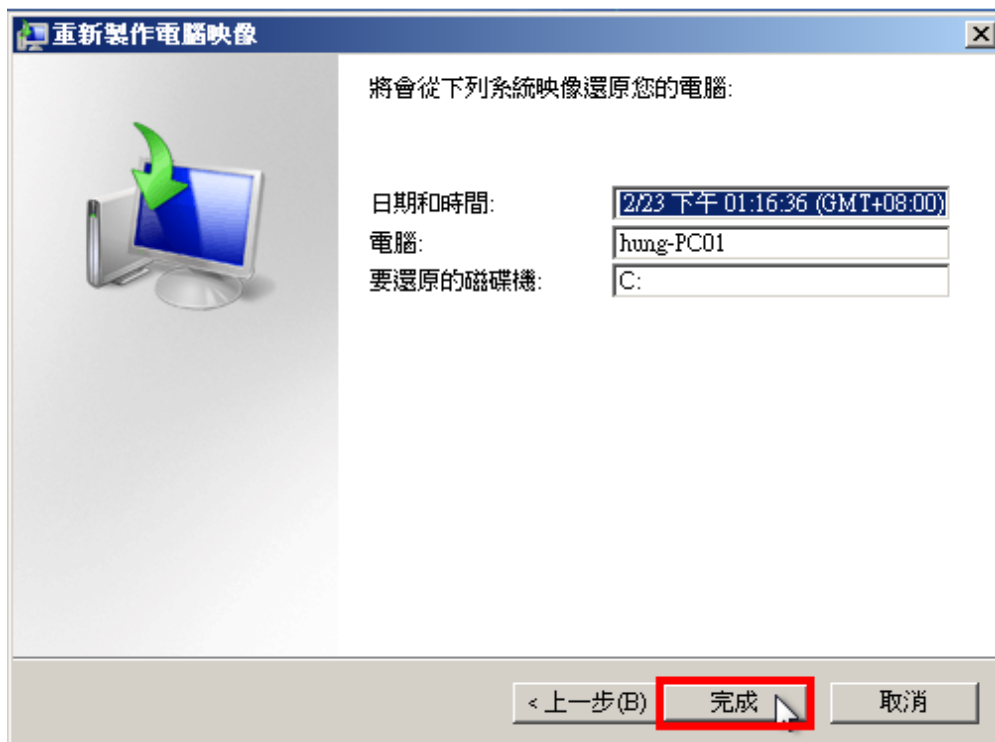 重新製作電腦映像
將會從下列系統映像還原您的電腦:
日期和時間: 2/23 下午 01:16:36 (GMT+08:00)
電腦: hung-PC01
要還原的磁碟機: C:
< 上一步(B) 完成 取消